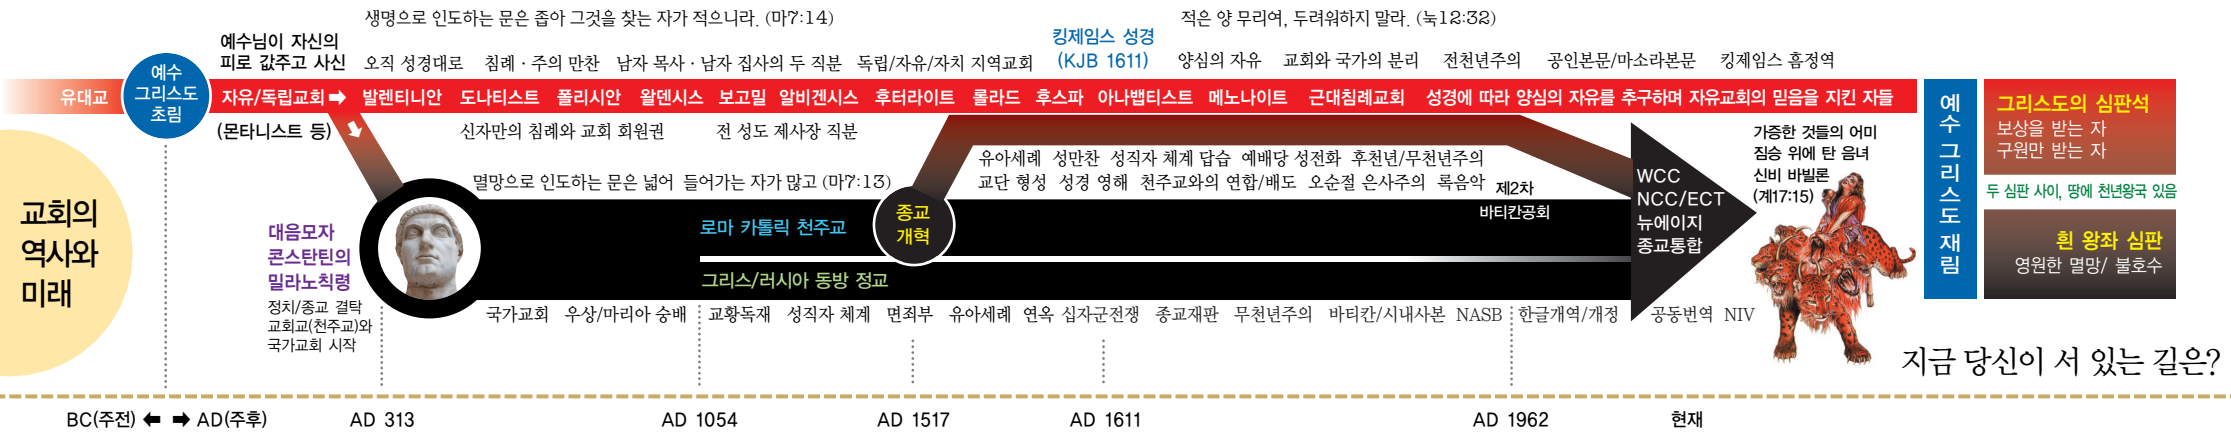 생명으로 인도하는 문은 좁아 그것을 찾는 자가 적으니라. (마7:14)
적은 양 무리여, 두려워하지 말라. (눅12:32)
예수님이 자신의
피로 값주고 사신
오직 성경대로 침례 · 주의 만찬 남자 목사 · 남자 집사의 두 직분 독립/자유/자치 지역교회
킹제임스 성경
(KJB 1611)
양심의 자유 교회와 국가의 분리 전천년주의 공인본문/마소라본문 킹제임스 흠정역
유대교
예수
그리스도
초림
자유/독립교회 ➡ 발렌티니안 도나티스트 폴리시안 왈덴시스 보고밀 알비겐시스 후터라이트 롤라드 후스파 아나뱁티스트 메노나이트 근대침례교회 성경에 따라 양심의 자유를 추구하며 자유교회의 믿음을 지킨 자들
(몬타니스트 등)
신자만의 침례와 교회 회원권 전 성도 제사장 직분
유아세례 성만찬 성직자 체계 답습 예배당 성전화 후천년/무천년주의
교단 형성 성경 영해 천주교와의 연합/배도 오순절 은사주의 록음악
멸망으로 인도하는 문은 넓어 들어가는 자가 많고 (마7:13)
제2차
바티칸공회
교회의
역사와
미래
대음모자
콘스탄틴의
밀라노칙령
정치/종교 결탁
교회교(천주교)와
국가교회 시작
로마 카톨릭 천주교
종교
개혁
그리스/러시아 동방 정교
WCC
NCC/ECT
뉴에이지
종교통합
가증한 것들의 어미
짐승 위에 탄 음녀
신비 바빌론
(계17:15)
예수 그리스도 재림
그리스도의 심판석
보상을 받는 자
구원만 받는 자
두 심판 사이, 땅에 천년왕국 있음
흰 왕좌 심판
영원한 멸망/ 불호수
국가교회 우상/마리아 숭배 교황독재 성직자 체계 면죄부 유아세례 연옥 십자군전쟁 종교재판 무천년주의 바티칸/시내사본 NASB 한글개역/개정 공동번역 NIV
지금 당신이 서 있는 길은?
BC(주전) ⬅ ➡ AD(주후) AD 313 AD 1054 AD 1517 AD 1611 AD 1962 현재